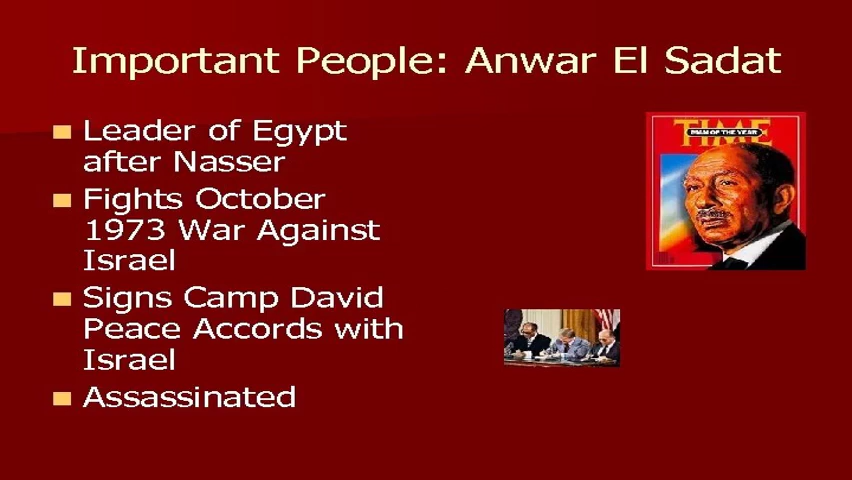 Important People: Anwar El Sadat
Leader of Egypt
after Nasser
Fights October
1973 War Against
Israel
Signs Camp David
Peace Accords with
Israel
Assassinated
TIME
MAN OF THE YEAR